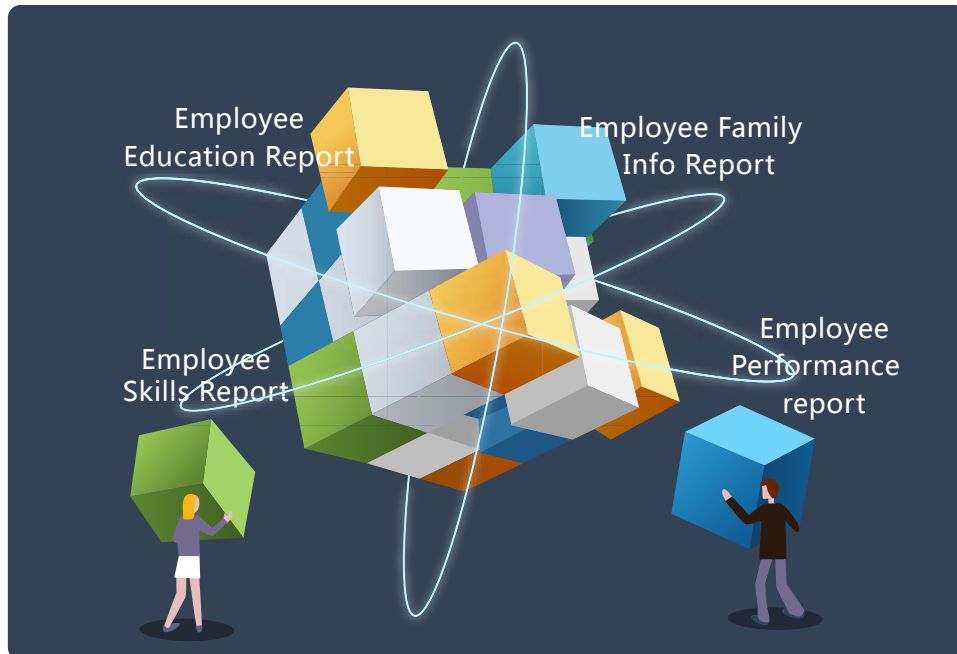 Employee
Education Report
Employee Family
Info Report
Employee
Skills Report
Employee
Performance
report